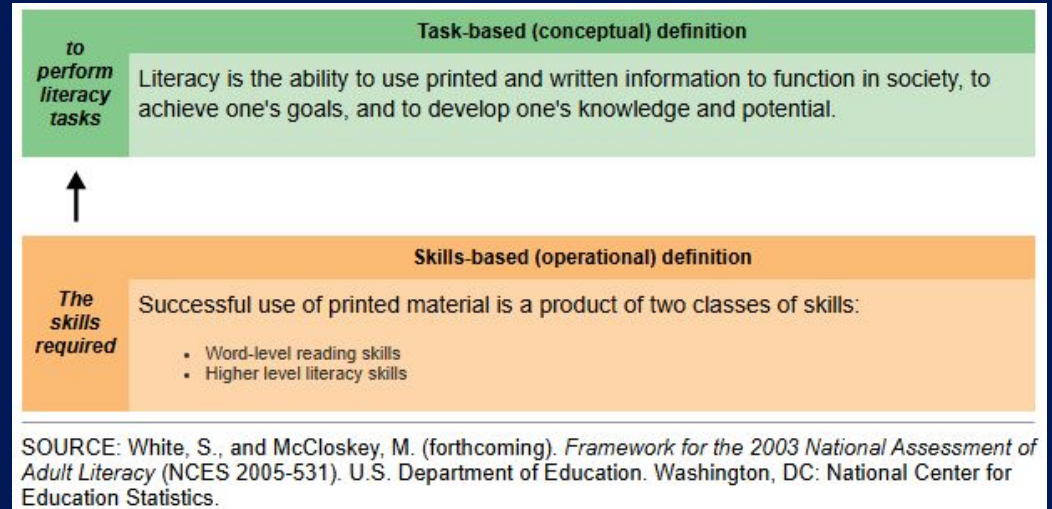 to
perform
literacy
tasks
Task-based (conceptual) definition
Literacy is the ability to use printed and written information to function in society, to
achieve one's goals, and to develop one's knowledge and potential.
The
skills
required
Skills-based (operational) definition
Successful use of printed material is a product of two classes of skills:
• Word-level reading skills
• Higher level literacy skills
SOURCE: White, S., and McCloskey, M. (forthcoming). Framework for the 2003 National Assessment of
Adult Literacy (NCES 2005-531). U.S. Department of Education. Washington, DC: National Center for
Education Statistics.